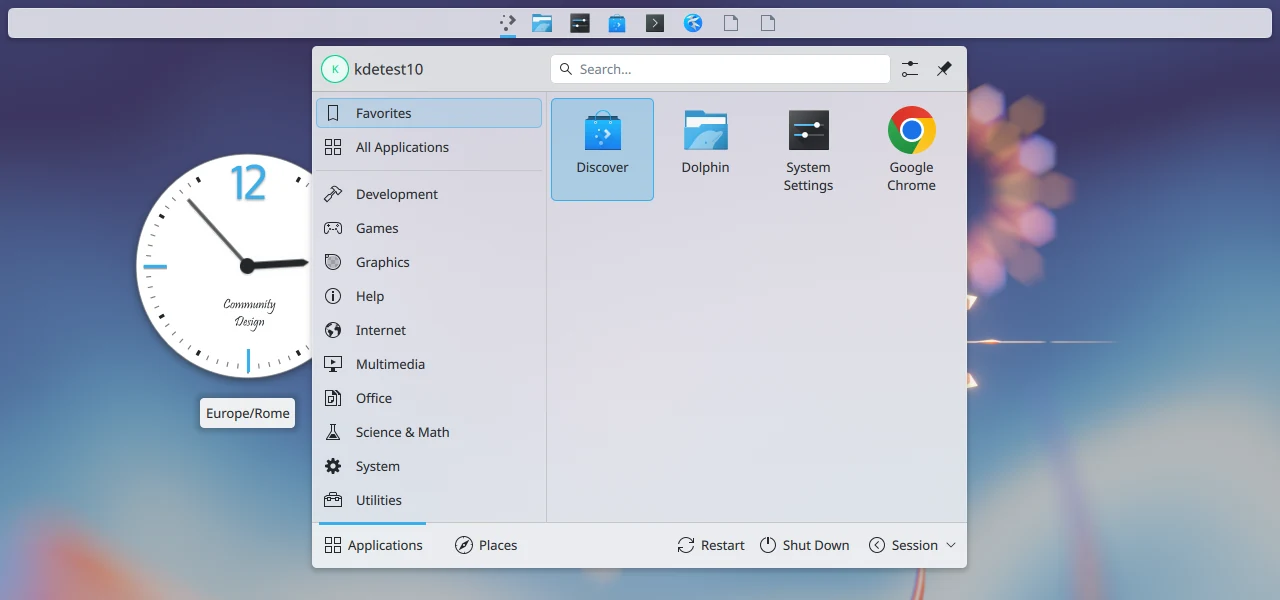 K
kdetest10
Search...
Favorites
All Applications
Development
Games
Graphics
Help
Internet
Multimedia
Office
Science & Math
System
Utilities
Discover
Dolphin
System
Settings
Google
Chrome
12
Community
Design
Europe/Rome
Applications
Places
Restart
Shut Down
Session